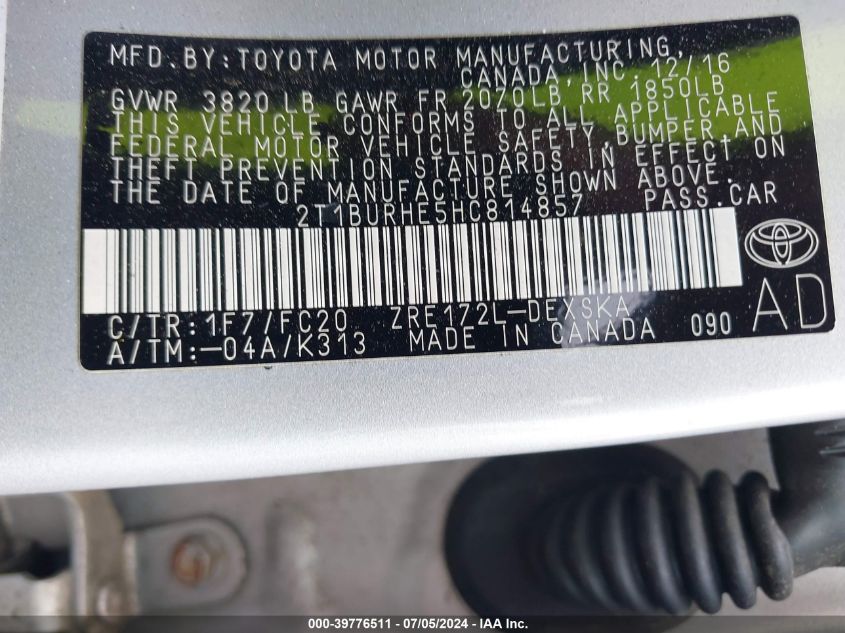 MFD.BY:TOYOTA MOTOR MANUFACTURING,
CANADA,INC. 12/16
GVWR 3820 LB GAWR FR 2070LB,RR 1850LB
THIS VEHICLE CONFORMS TO ALL APPLICABLE
FEDERAL MOTOR VEHICLE SAFETY,BUMPER,AND
THEFT PREVENTION STANDARDS IN EFFECT ON
THE DATE OF MANUFACTURE SHOWN ABOVE.
2T1BURHE5HC814857 PASS.CAR
C/TR:1F7/FC20 ZRE172L-DEXSKA
A/TM:-04A/K313 MADE IN CANADA 090 AD
000-39776511 - 07/05/2024 - IAA Inc.